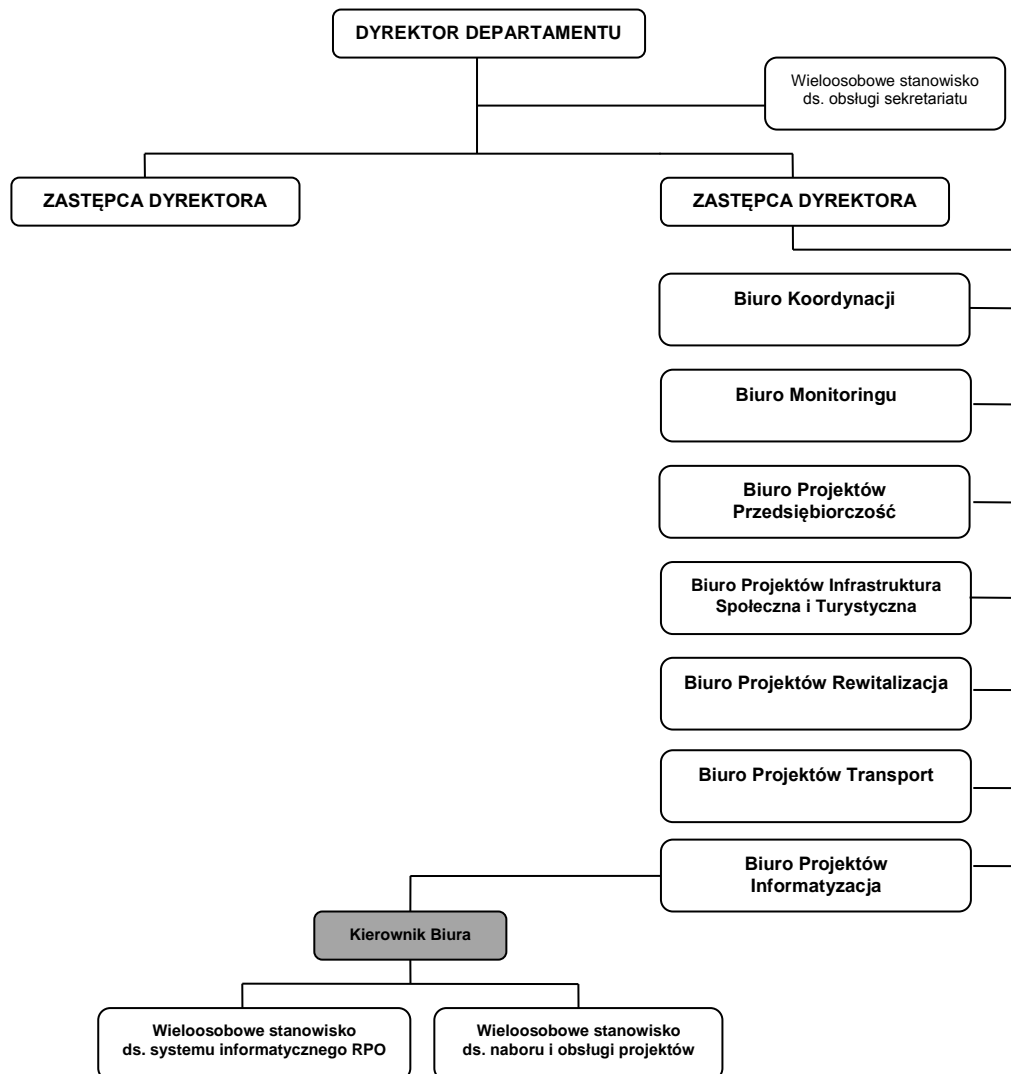 DYREKTOR DEPARTAMENTU
Wieloosobowe stanowisko
ds. obsługi sekretariatu
ZASTĘPCA DYREKTORA
ZASTĘPCA DYREKTORA
Biuro Koordynacji
Biuro Monitoringu
Biuro Projektów
Przedsiębiorczość
Biuro Projektów Infrastruktura
Społeczna i Turystyczna
Biuro Projektów Rewitalizacja
Biuro Projektów Transport
Biuro Projektów
Informatyzacja
Kierownik Biura
Wieloosobowe stanowisko
ds. systemu informatycznego RPO
Wieloosobowe stanowisko
ds. naboru i obsługi projektów